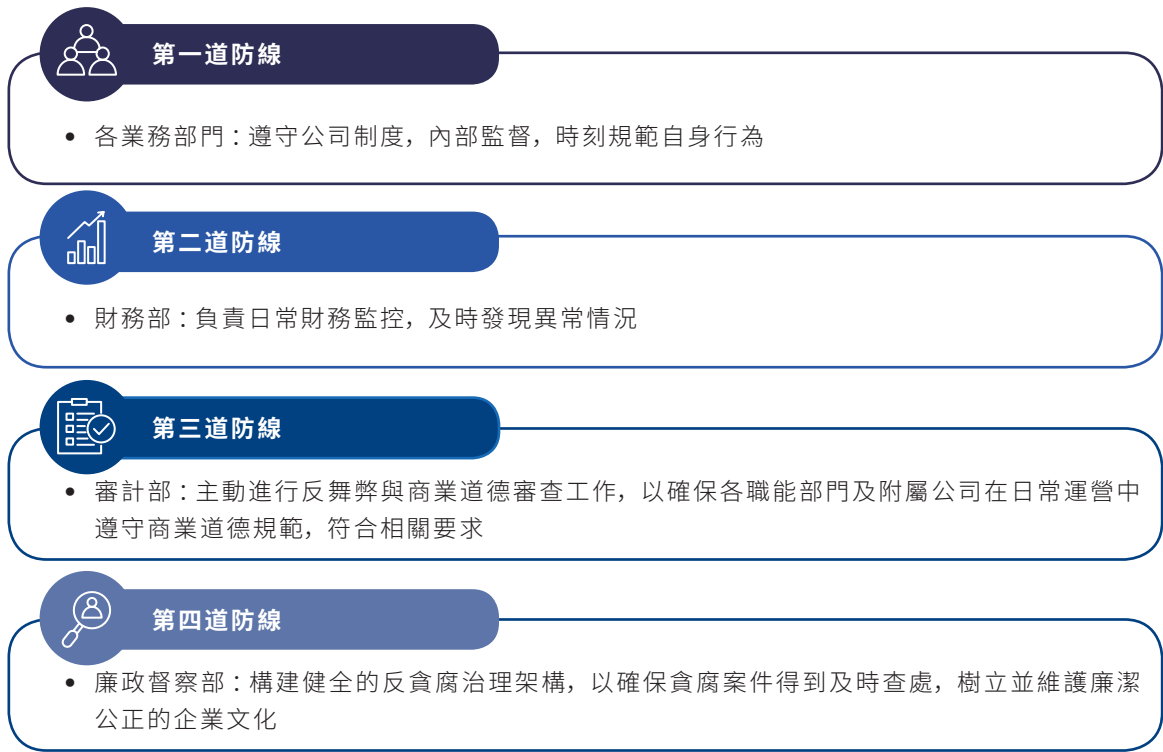 第一道防線
• 各業務部門：遵守公司制度，內部監督，時刻規範自身行為
第二道防線
• 財務部：負責日常財務監控，及時發現異常情況
第三道防線
• 審計部：主動進行反舞弊與商業道德審查工作，以確保各職能部門及附屬公司在日常運營中
遵守商業道德規範，符合相關要求
第四道防線
• 廉政督察部：構建健全的反貪腐治理架構，以確保貪腐案件得到及時查處，樹立並維護廉潔
公正的企業文化